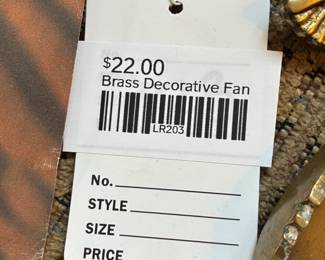 $22.00
Brass Decorative Fan
LR203
No.
STYLE
SIZE
PRICE